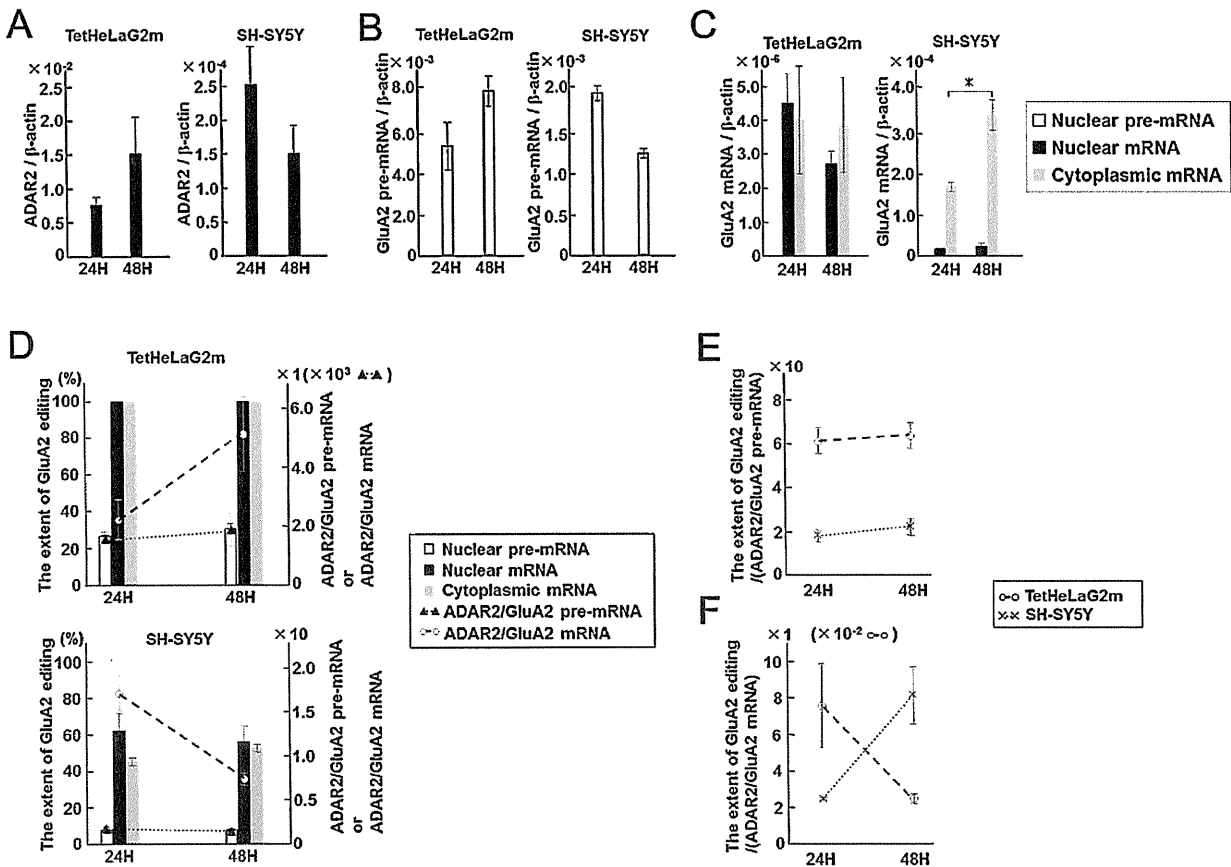 A
TetHeLaG2m
SH-SY5Y
×10-2
×10-4
ADAR2 / β-actin
2.5
2.0
1.5
1.0
0.5
0
24H 48H
ADAR2 / β-actin
2.5
2.0
1.5
1.0
0.5
0
24H 48H
B
TetHeLaG2m
SH-SY5Y
×10-3
×10-3
GluA2 pre-mRNA / β-actin
8.0
6.0
4.0
2.0
0
24H 48H
GluA2 pre-mRNA / β-actin
2.0
1.5
1.0
0.5
0
24H 48H
C
TetHeLaG2m
SH-SY5Y
×10-6
×10-4
GluA2 mRNA / β-actin
5.0
4.0
3.0
2.0
1.0
0
24H 48H
GluA2 mRNA / β-actin
4.0
3.0
2.0
1.0
0
*
24H 48H
Nuclear pre-mRNA
Nuclear mRNA
Cytoplasmic mRNA
D
TetHeLaG2m
(%)
×1(×103 ▲-▲)
The extent of GluA2 editing
100
80
60
40
20
0
6.0
4.0
2.0
0
ADAR2/GluA2 pre-mRNA
or
ADAR2/GluA2 mRNA
24H 48H
SH-SY5Y
(%)
×10
The extent of GluA2 editing
100
80
60
40
20
0
2.0
1.5
1.0
0.5
0
ADAR2/GluA2 pre-mRNA
or
ADAR2/GluA2 mRNA
24H 48H
Nuclear pre-mRNA
Nuclear mRNA
Cytoplasmic mRNA
ADAR2/GluA2 pre-mRNA
ADAR2/GluA2 mRNA
E
×10
The extent of GluA2 editing
/(ADAR2/GluA2 pre-mRNA)
10
8
6
4
2
0
24H 48H
TetHeLaG2m
SH-SY5Y
F
×1 (×10-2 o-o)
The extent of GluA2 editing
/(ADAR2/GluA2 mRNA)
10
8
6
4
2
0
24H 48H